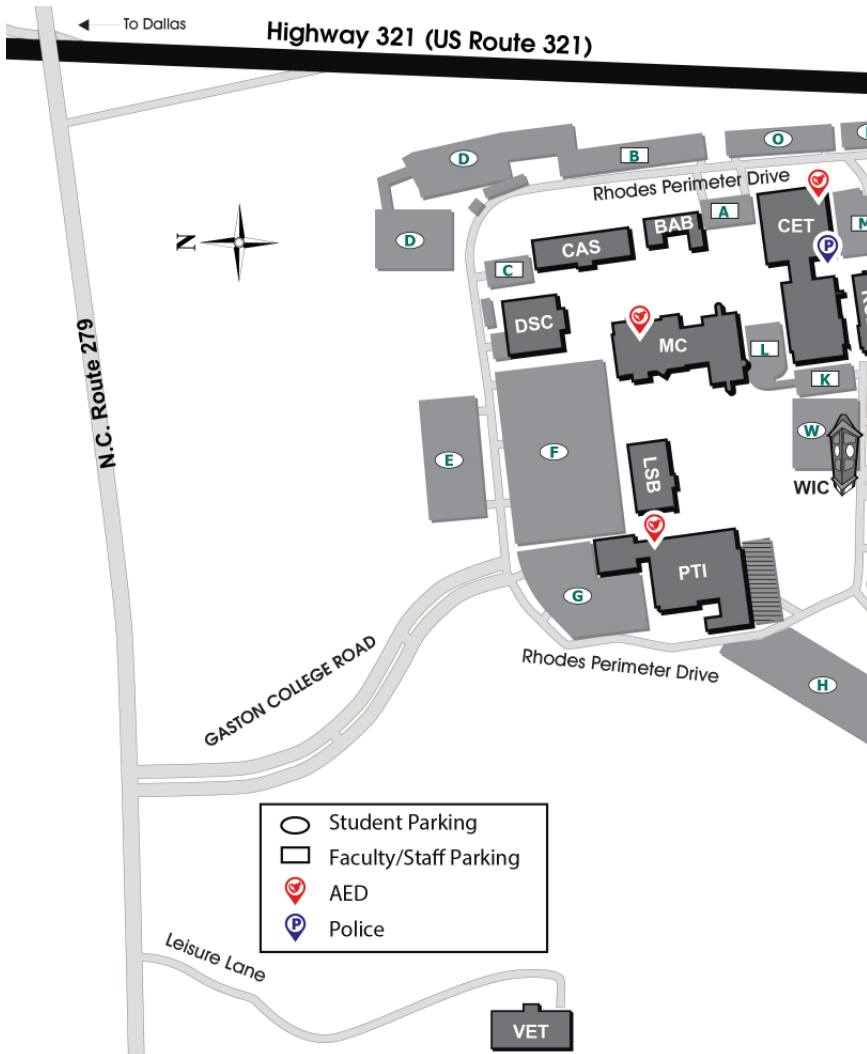 To Dallas
Highway 321 (US Route 321)
O
B
D
Rhodes Perimeter Drive
A
M
D
N
CAS
BAB
CET
P
C
DSC
MC
L
K
N.C. Route 279
E
F
W
LSB
WIC
PTI
G
GASTON COLLEGE ROAD
Rhodes Perimeter Drive
H
Student Parking
Faculty/Staff Parking
AED
P
Police
Leisure Lane
VET